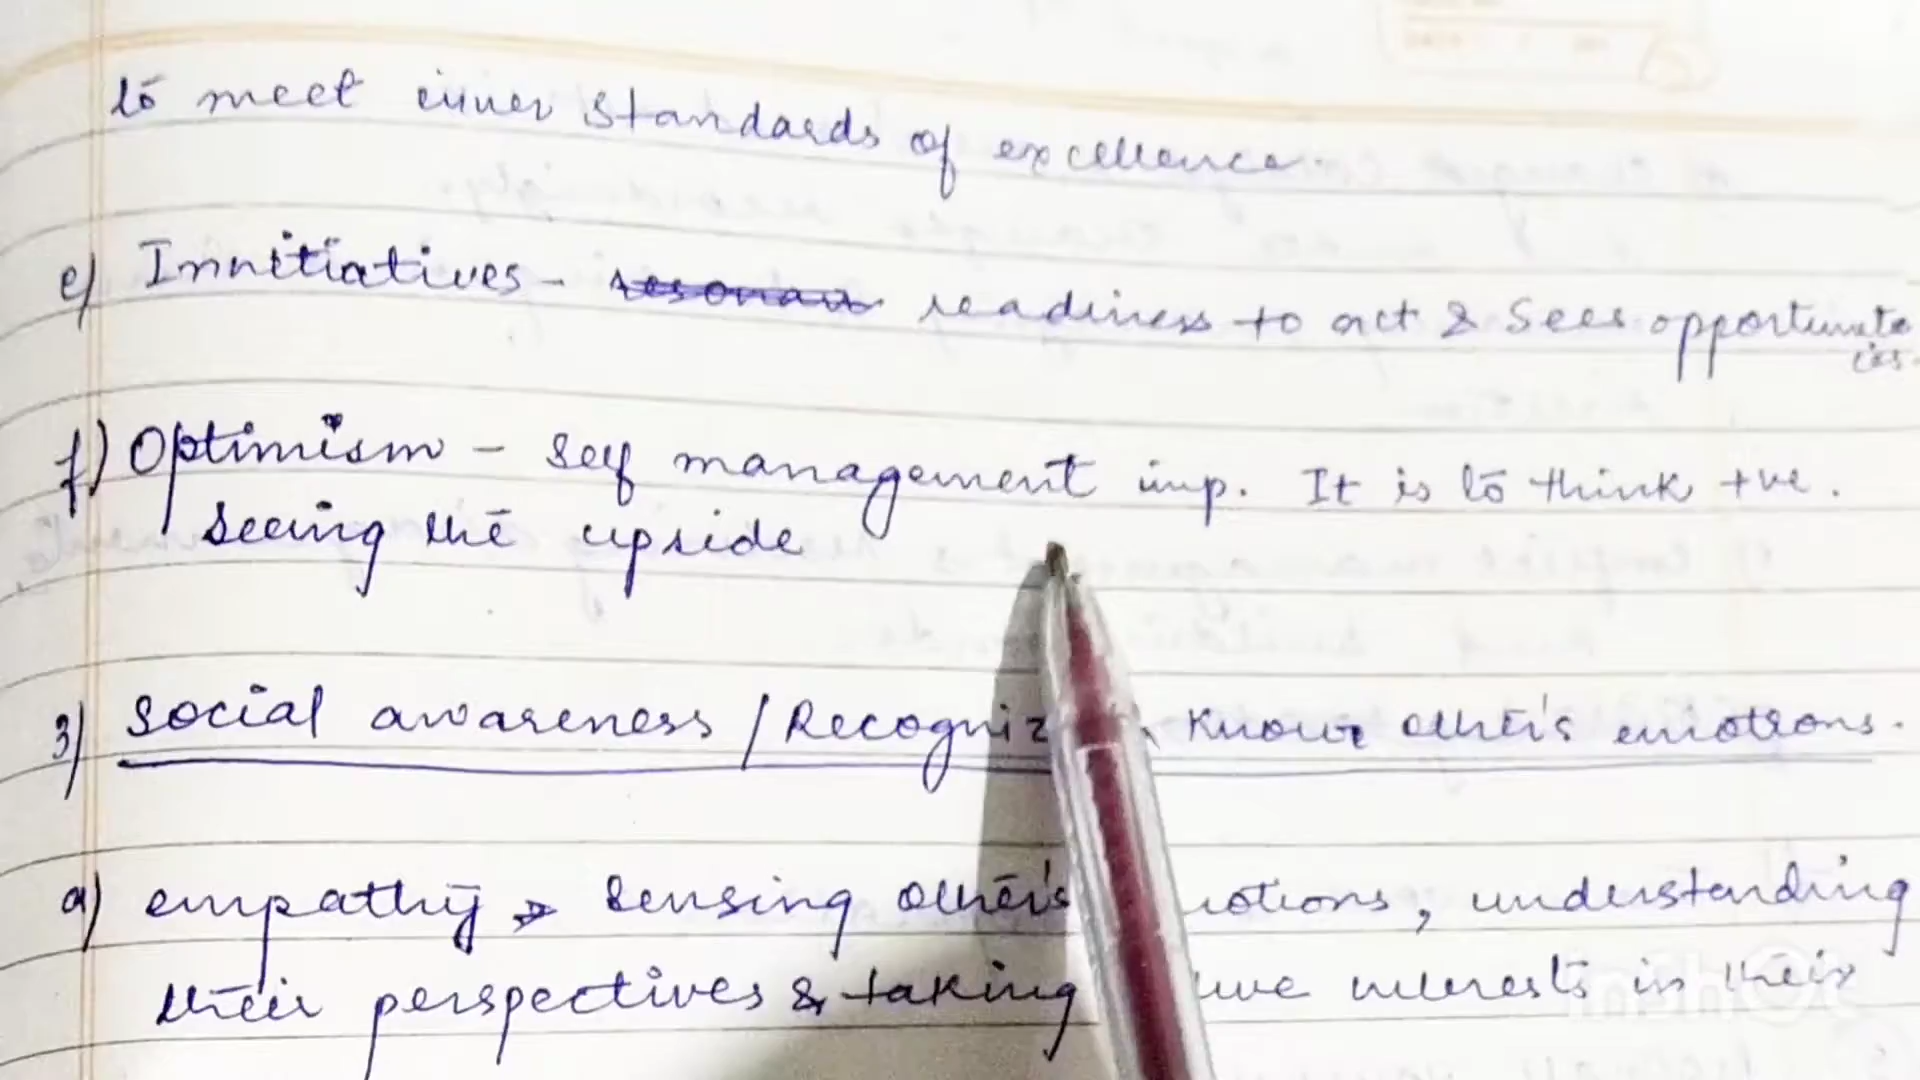 to meet inner standards of excellence.
e) Innitiatives - readiness to act & sees opportunities.
f) Optimism - self management imp. It is to think +ve.
seeing the upside
3) Social awareness / Recogniz know other's emotions.
a) empathy → sensing other's otions, understanding
their perspectives & taking tive interests in their
InShot